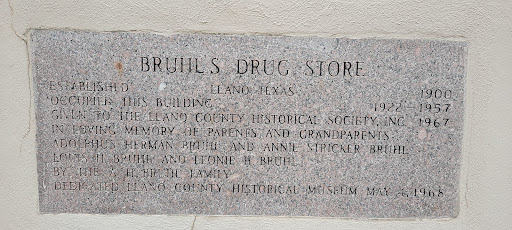 BRUHL'S DRUG STORE
ESTABLISHED LLANO TEXAS 1900
OCCUPIED THIS BUILDING 1922-1957
GIVEN TO THE LLANO COUNTY HISTORICAL SOCIETY, INC. 1967
IN LOVING MEMORY OF PARENTS AND GRANDPARENTS
ADOLPHUS HERMAN BRUHL AND ANNIE STRICKER BRUHL
LOUIS H. BRUHL AND LEONIE B. BRUHL
BY THE H. BRUHL FAMILY
DEDICATED LLANO COUNTY HISTORICAL MUSEUM MAY 1968